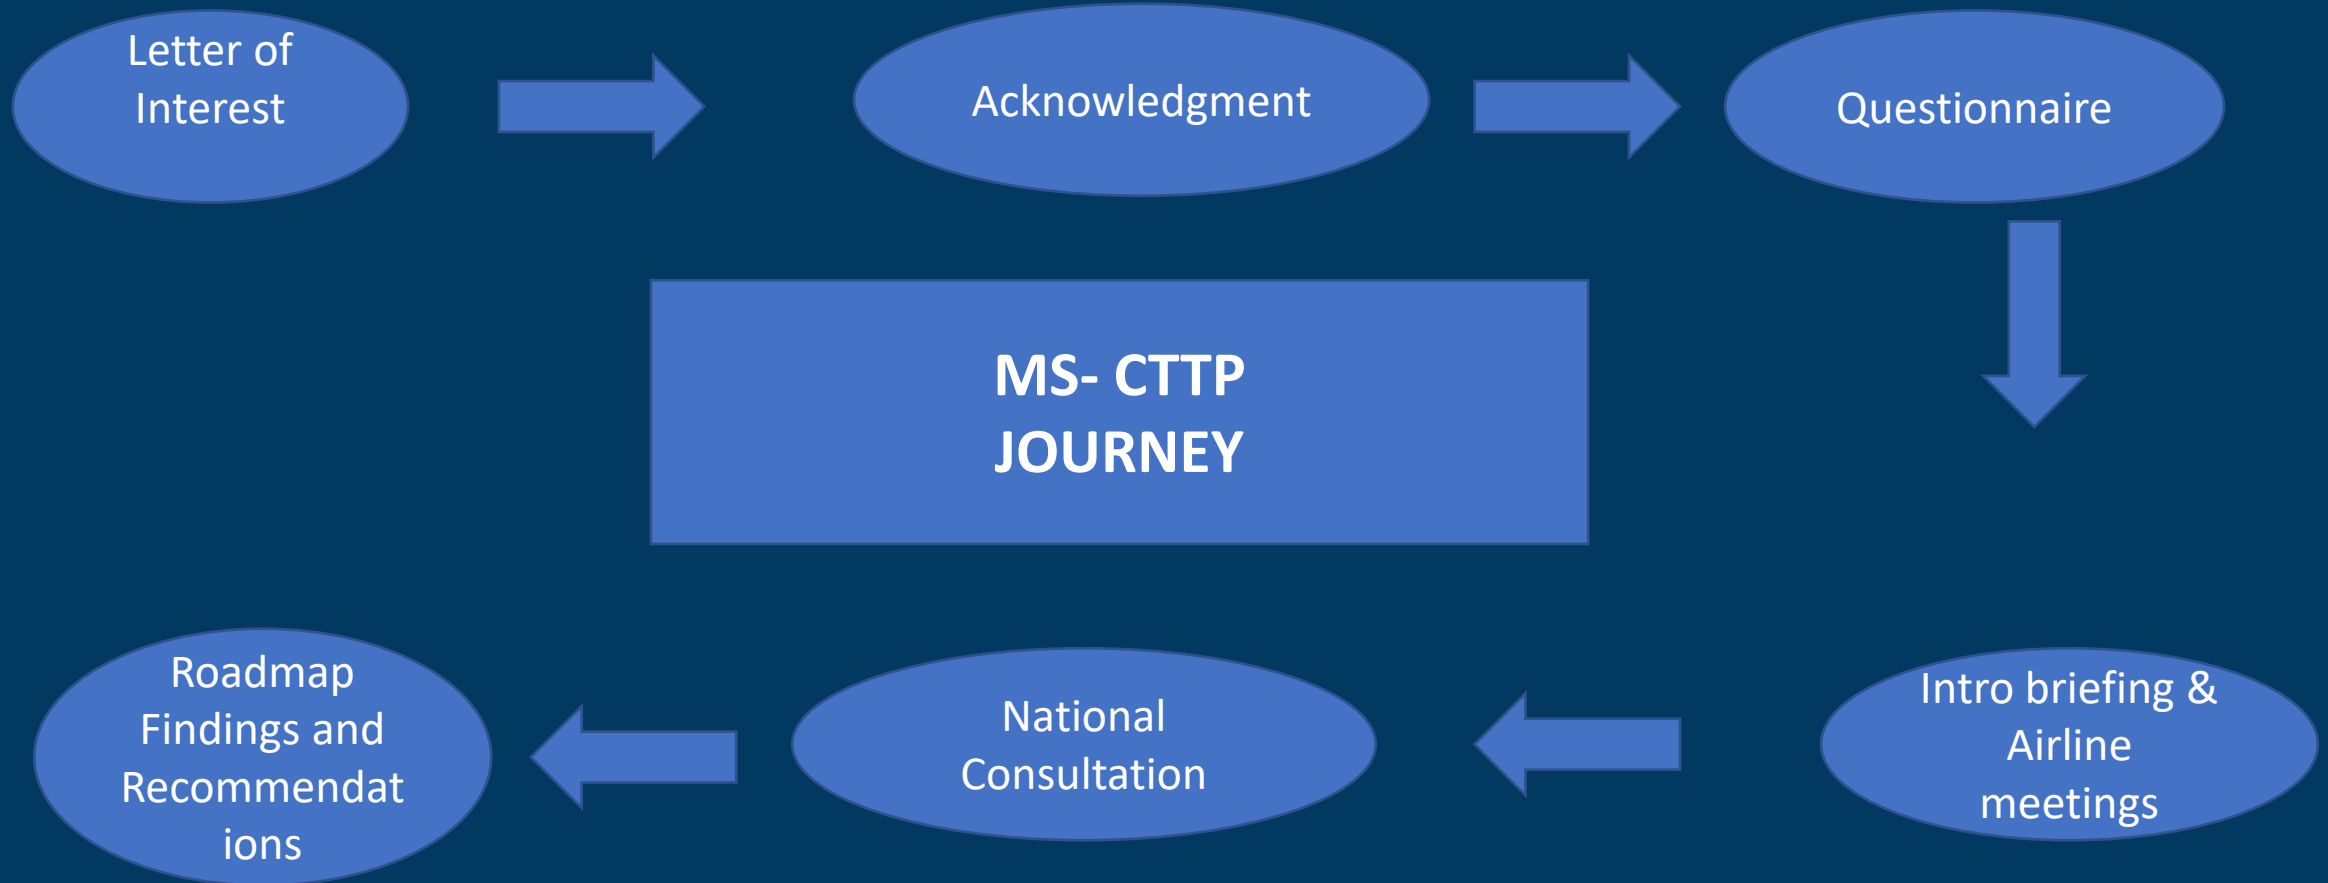 Letter of
Interest
Acknowledgment
Questionnaire
MS- CTTP
JOURNEY
Intro briefing &
Airline
meetings
National
Consultation
Roadmap
Findings and
Recommendat
ions